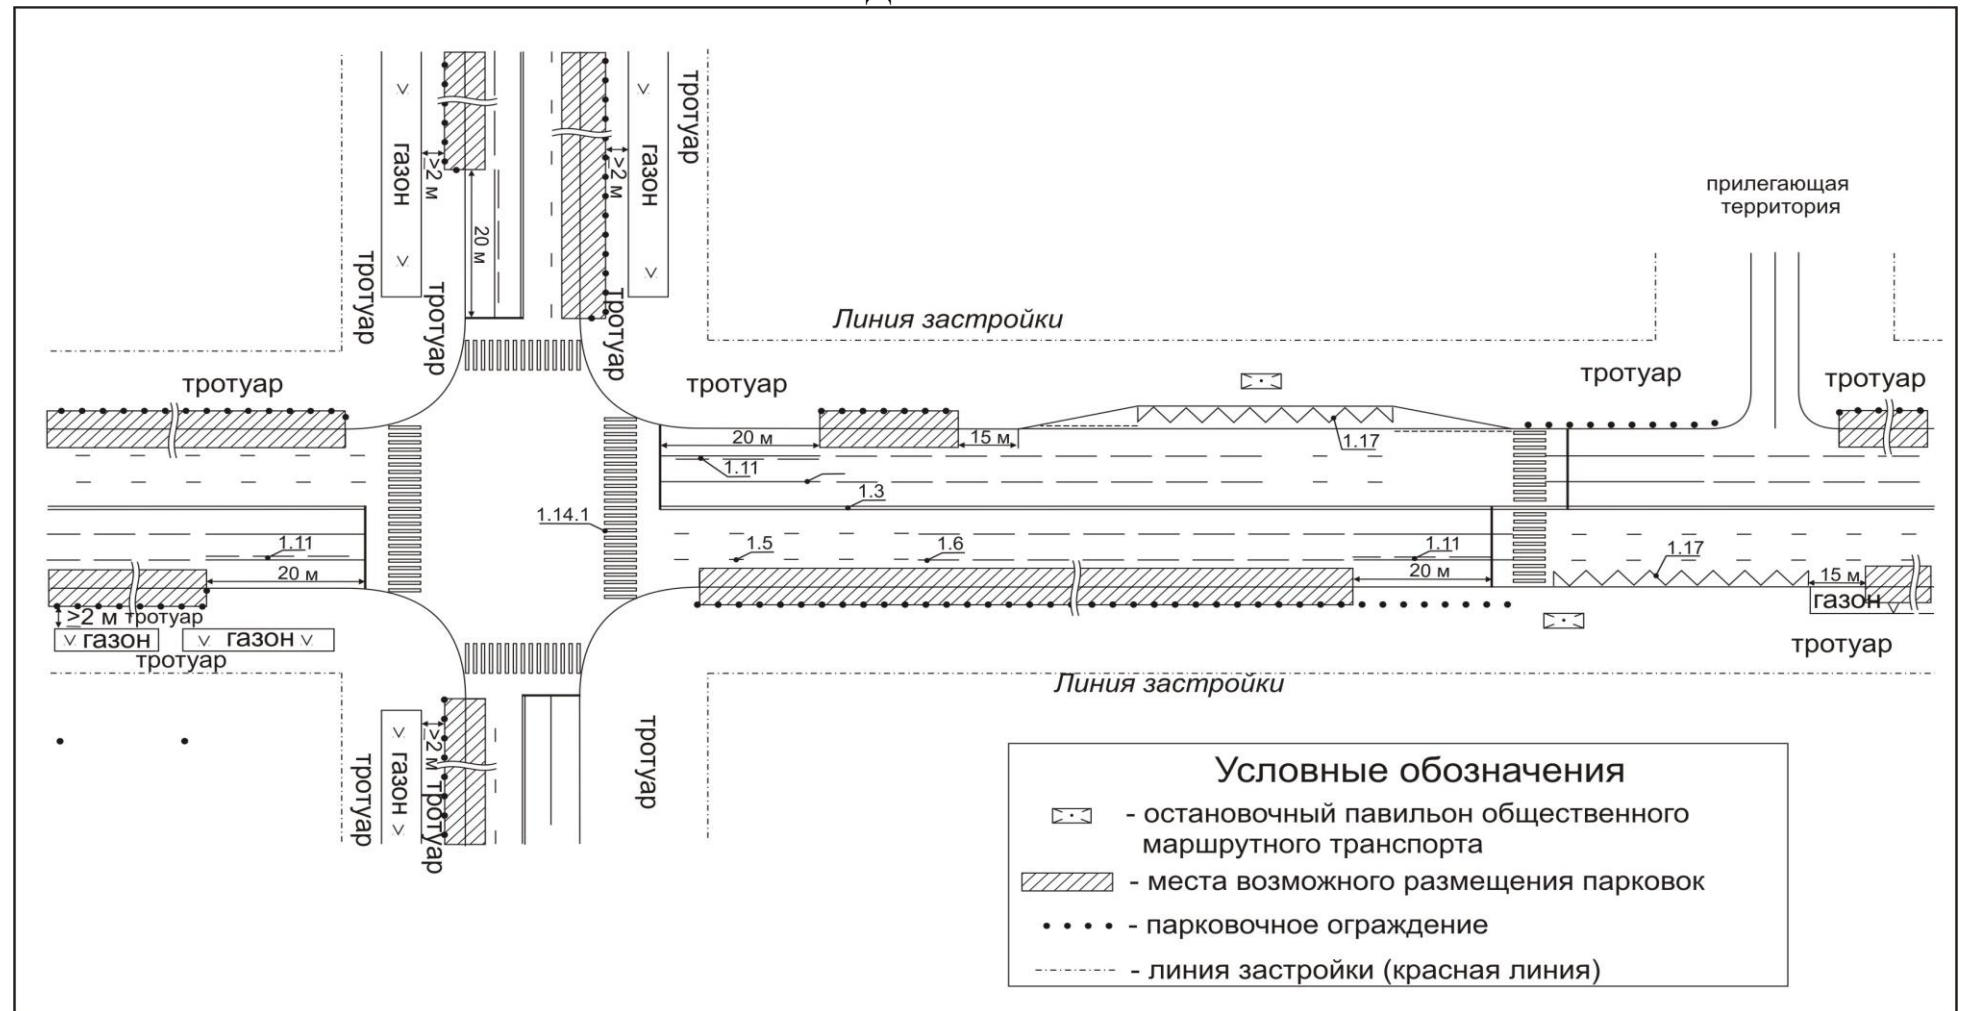 тротуар
газон
≥2 м
≥2 м
газон
тротуар
20 м
тротуар
тротуар
тротуар
прилегающая
территория
Линия застройки
тротуар
тротуар
тротуар
тротуар
20 м
15 м
1.17
1.11
1.3
1.14.1
1.11
1.5
1.6
1.11
1.17
20 м
20 м
15 м
газон
≥2 м тротуар
газон
газон
тротуар
тротуар
Линия застройки
тротуар
газон
≥2 м
тротуар
тротуар
Условные обозначения
- остановочный павильон общественного
маршрутного транспорта
- места возможного размещения парковок
- парковочное ограждение
- линия застройки (красная линия)